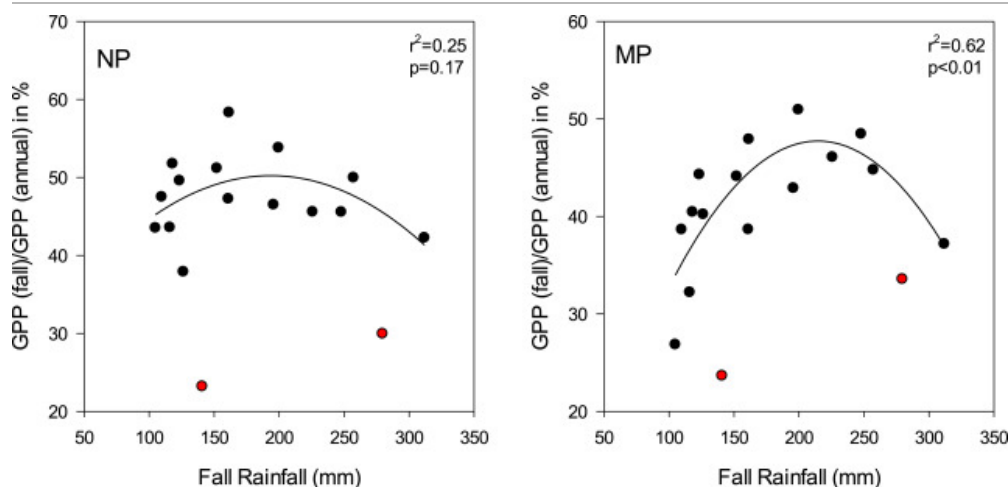 NP
r²=0.25
p=0.17
GPP (fall)/GPP (annual) in %
70
60
50
40
30
20
50 100 150 200 250 300 350
Fall Rainfall (mm)
MP
r²=0.62
p<0.01
GPP (fall)/GPP (annual) in %
60
50
40
30
20
50 100 150 200 250 300 350
Fall Rainfall (mm)